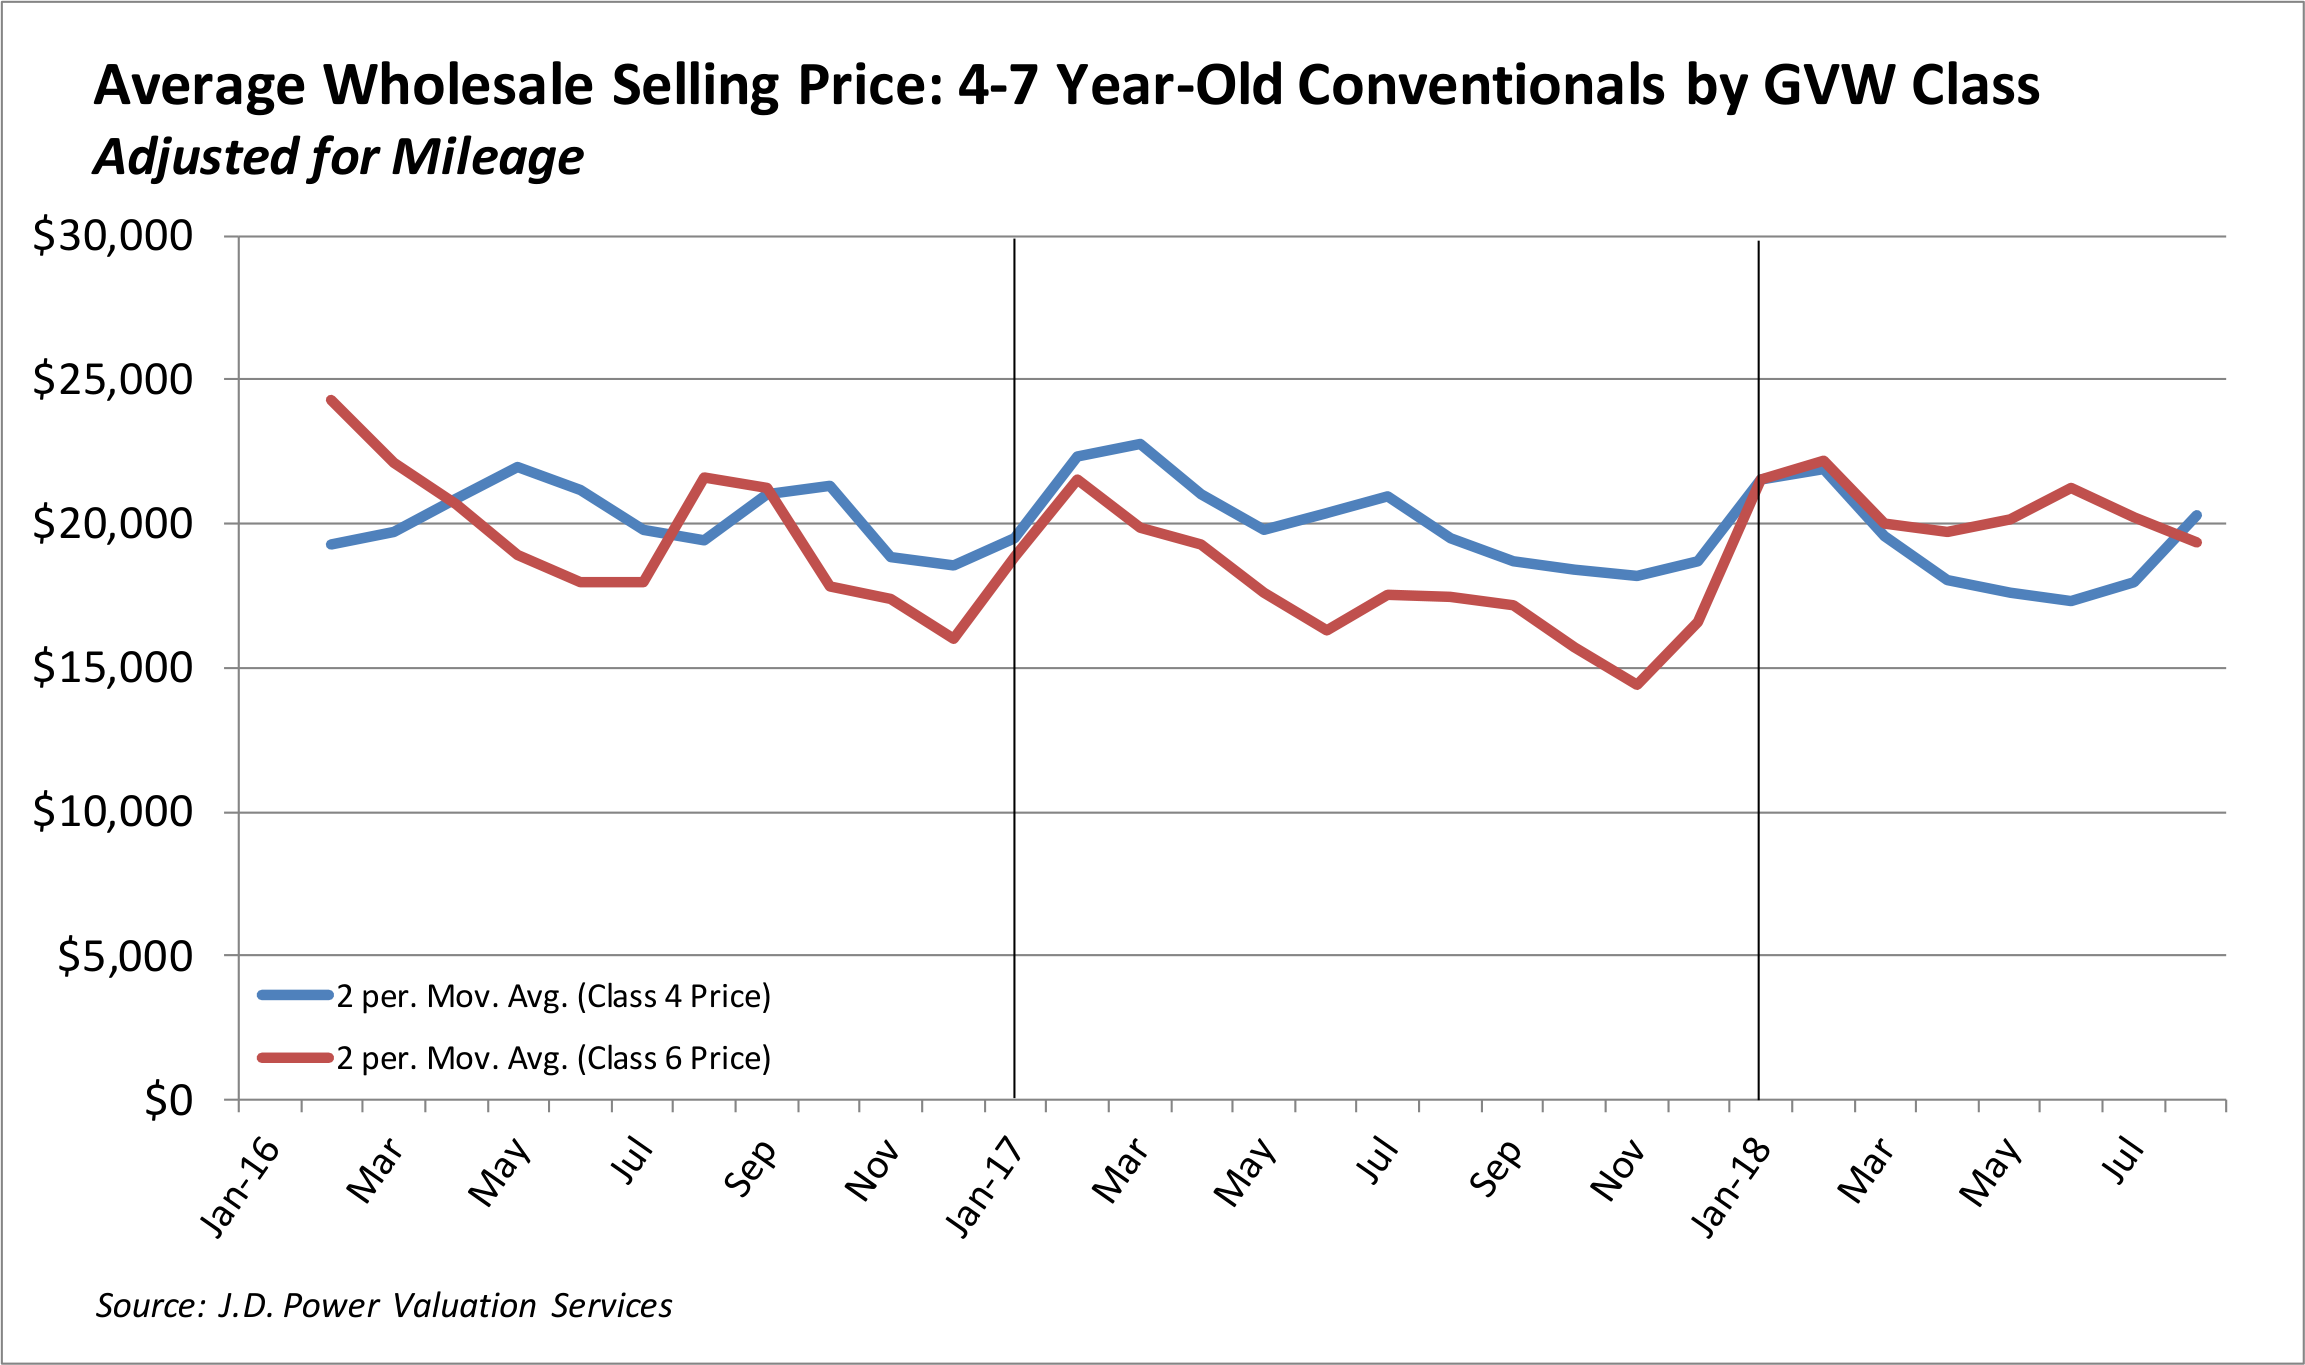 Average Wholesale Selling Price: 4-7 Year-Old Conventionals by GVW Class
Adjusted for Mileage
$30,000
$25,000
$20,000
$15,000
$10,000
$5,000
$0
2 per. Mov. Avg. (Class 4 Price)
2 per. Mov. Avg. (Class 6 Price)
Jan-16
Mar
May
Jul
Sep
Nov
Jan-17
Mar
May
Jul
Sep
Nov
Jan-18
Mar
May
Jul
Source: J.D. Power Valuation Services